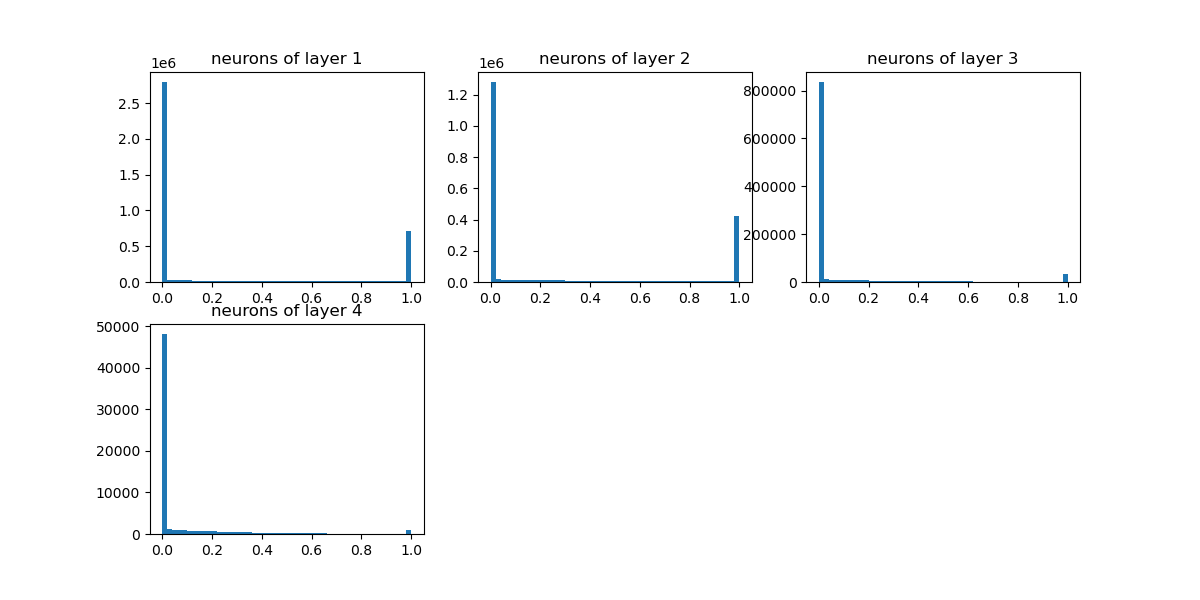 neurons of layer 1
1e6
2.5
2.0
1.5
1.0
0.5
0.0
0.0 0.2 0.4 0.6 0.8 1.0
neurons of layer 2
1e6
1.2
1.0
0.8
0.6
0.4
0.2
0.0
0.0 0.2 0.4 0.6 0.8 1.0
neurons of layer 3
800000
600000
400000
200000
0
0.0 0.2 0.4 0.6 0.8 1.0
neurons of layer 4
50000
40000
30000
20000
10000
0
0.0 0.2 0.4 0.6 0.8 1.0